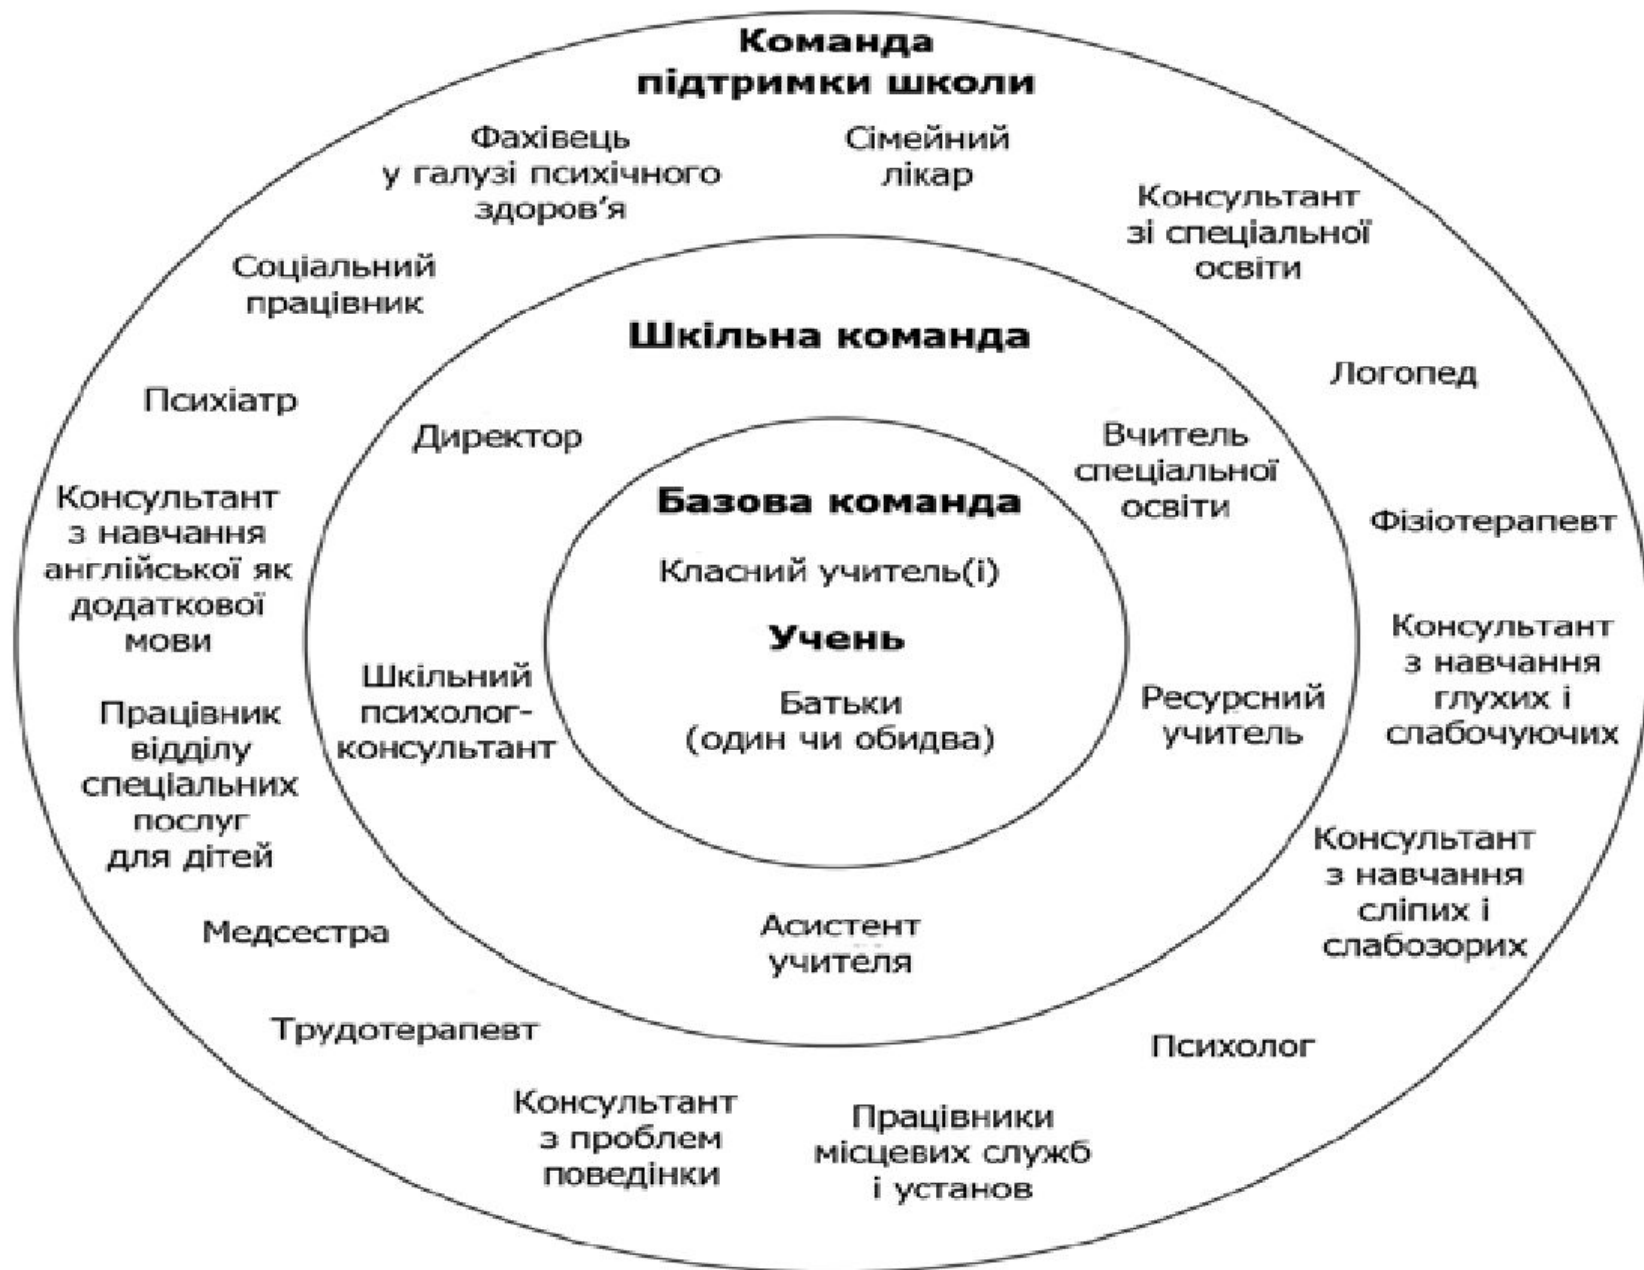 Команда
підтримки школи
Фахівець
у галузі психічного
здоров’я
Сімейний
лікар
Консультант
зі спеціальної
освіти
Соціальний
працівник
Логопед
Психіатр
Фізіотерапевт
Консультант
з навчання
англійської як
додаткової
мови
Консультант
з навчання
глухих і
слабочуючих
Працівник
відділу
спеціальних
послуг
для дітей
Консультант
з навчання
сліпих і
слабозорих
Медсестра
Трудотерапевт
Психолог
Консультант
з проблем
поведінки
Працівники
місцевих служб
і установ
Шкільна команда
Директор
Вчитель
спеціальної
освіти
Шкільний
психолог-
консультант
Ресурсний
учитель
Асистент
учителя
Базова команда
Класний учитель(і)
Учень
Батьки
(один чи обидва)